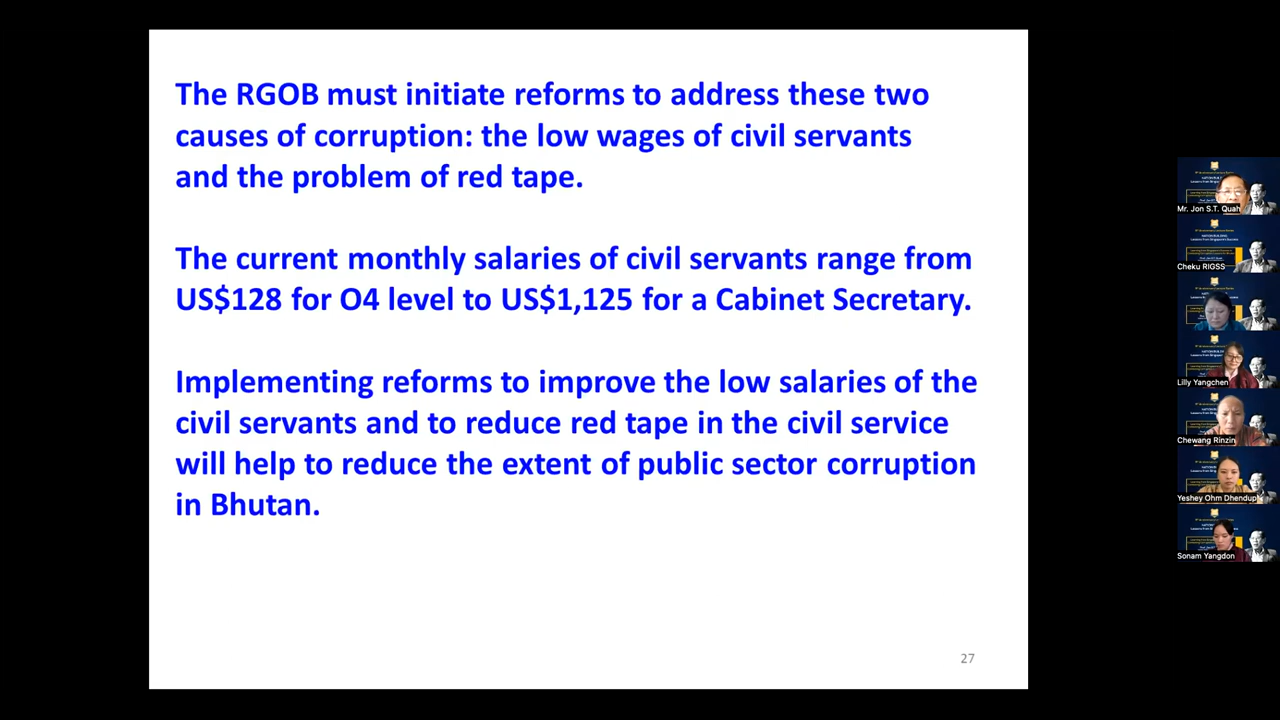 The RGOB must initiate reforms to address these two
causes of corruption: the low wages of civil servants
and the problem of red tape.
The current monthly salaries of civil servants range from
US$128 for O4 level to US$1,125 for a Cabinet Secretary.
Implementing reforms to improve the low salaries of the
civil servants and to reduce red tape in the civil service
will help to reduce the extent of public sector corruption
in Bhutan.
27
Mr. Jon S.T. Quah
Cheku RIGSS
Lilly Yangchen
Chewang Rinzin
Yeshey Ohm Dhendup
Sonam Yangdon